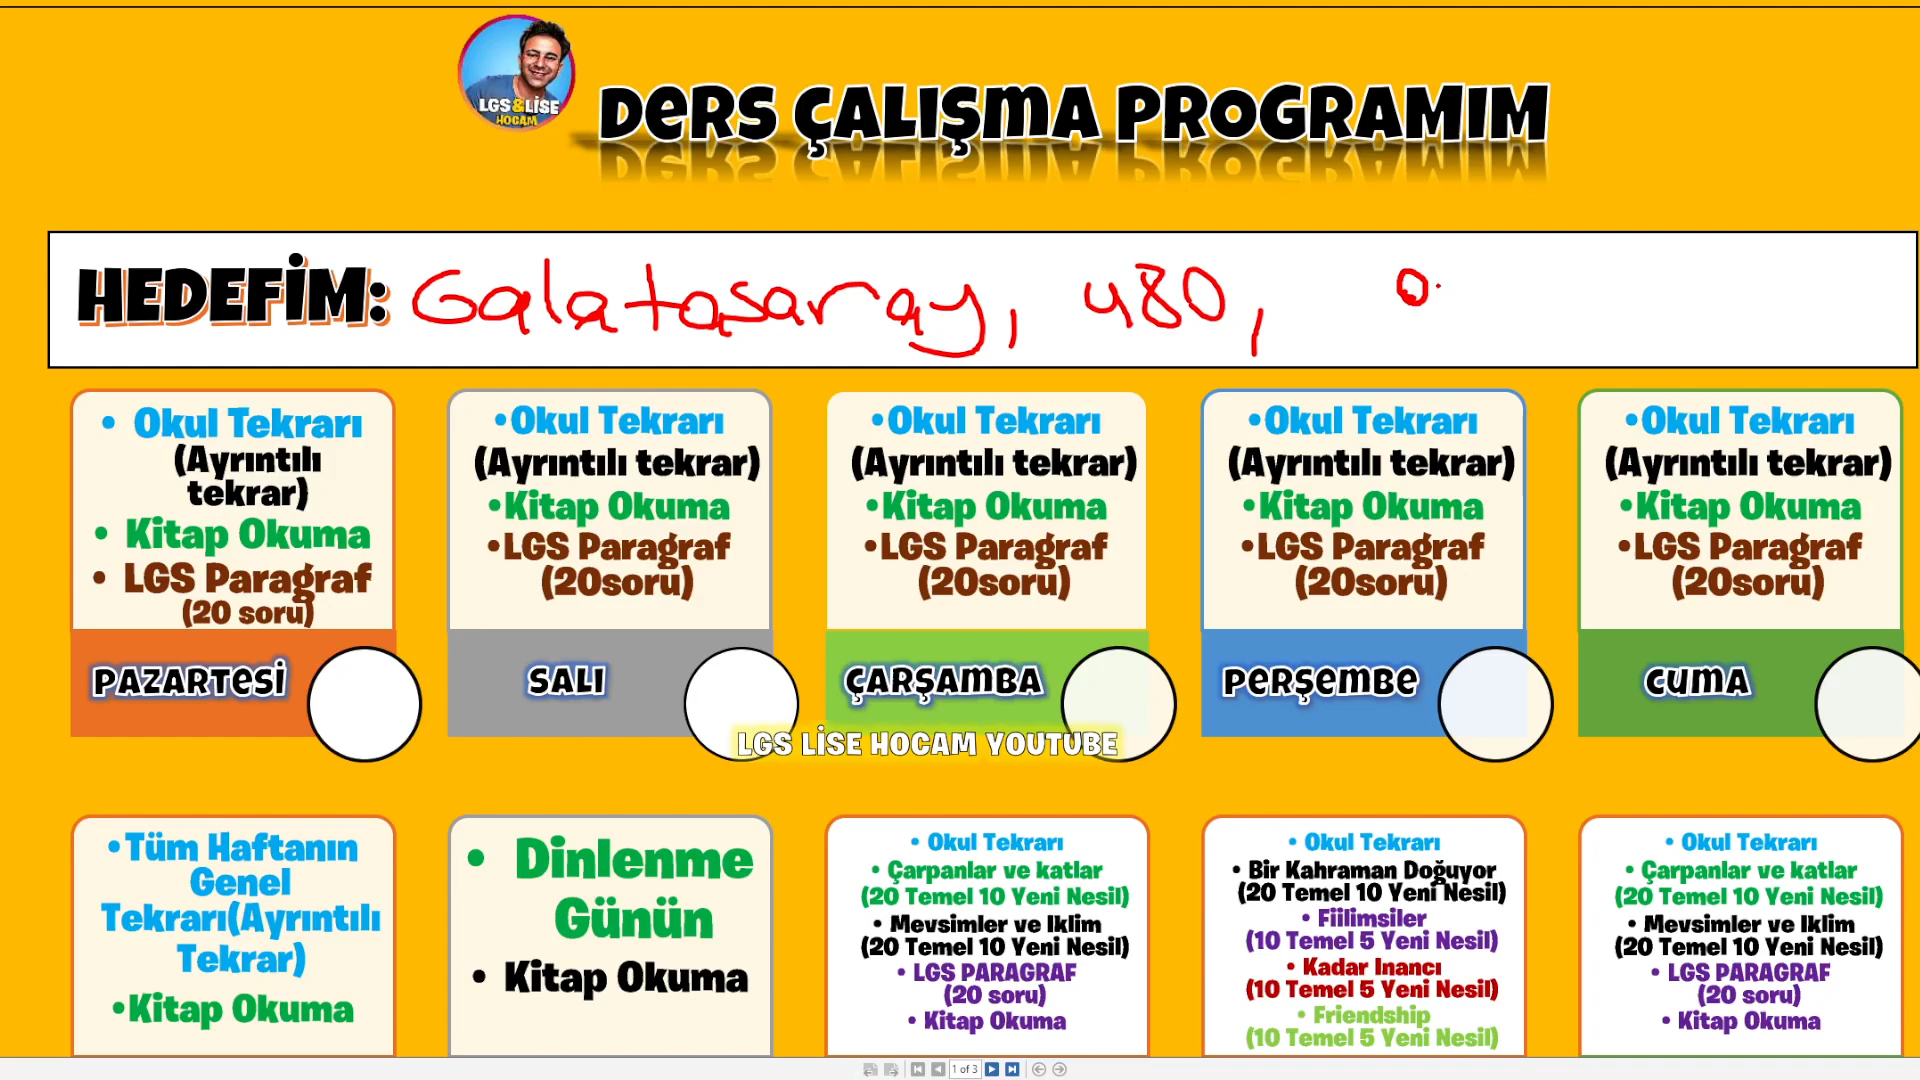 LGS&LİSE
HOCAM
DERS ÇALIŞMA PROGRAMIM
HEDEFİM: Galatasaray, 480, 0
• Okul Tekrarı
(Ayrıntılı
tekrar)
• Kitap Okuma
• LGS Paragraf
(20 soru)
PAZARTESİ
•Okul Tekrarı
(Ayrıntılı tekrar)
•Kitap Okuma
•LGS Paragraf
(20soru)
SALI
•Okul Tekrarı
(Ayrıntılı tekrar)
•Kitap Okuma
•LGS Paragraf
(20soru)
ÇARŞAMBA
•Okul Tekrarı
(Ayrıntılı tekrar)
•Kitap Okuma
•LGS Paragraf
(20soru)
PERŞEMBE
•Okul Tekrarı
(Ayrıntılı tekrar)
•Kitap Okuma
•LGS Paragraf
(20soru)
CUMA
LGS LİSE HOCAM YOUTUBE
•Tüm Haftanın
Genel
Tekrarı(Ayrıntılı
Tekrar)
•Kitap Okuma
• Dinlenme
Günün
• Kitap Okuma
• Okul Tekrarı
• Çarpanlar ve katlar
(20 Temel 10 Yeni Nesil)
• Mevsimler ve Iklim
(20 Temel 10 Yeni Nesil)
• LGS PARAGRAF
(20 soru)
• Kitap Okuma
• Okul Tekrarı
• Bir Kahraman Doğuyor
(20 Temel 10 Yeni Nesil)
• Fiilimsiler
(10 Temel 5 Yeni Nesil)
• Kadar Inancı
(10 Temel 5 Yeni Nesil)
• Friendship
(10 Temel 5 Yeni Nesil)
• Okul Tekrarı
• Çarpanlar ve katlar
(20 Temel 10 Yeni Nesil)
• Mevsimler ve Iklim
(20 Temel 10 Yeni Nesil)
• LGS PARAGRAF
(20 soru)
• Kitap Okuma
1 of 3